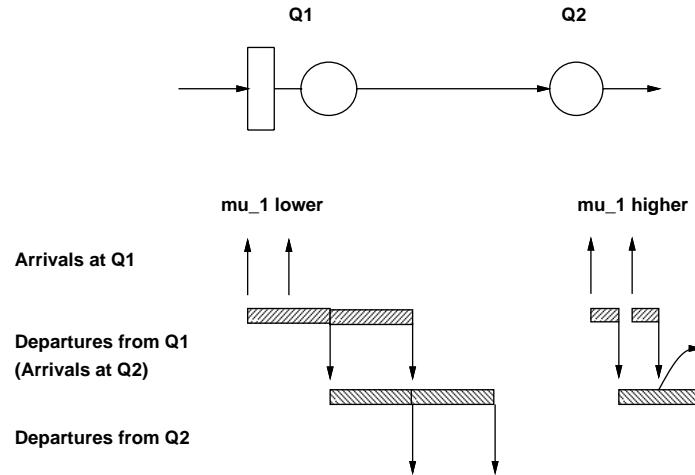 Q1
Q2
mu_1 lower
mu_1 higher
Arrivals at Q1
Departures from Q1
(Arrivals at Q2)
Departures from Q2